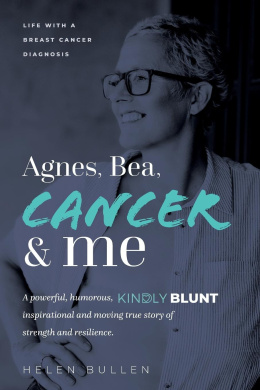 LIFE WITH A
BREAST CANCER
DIAGNOSIS
Agnes, Bea,
CANCER
& me
A powerful, humorous, KINDLY BLUNT
inspirational and moving true story of
strength and resilience.
HELEN BULLEN